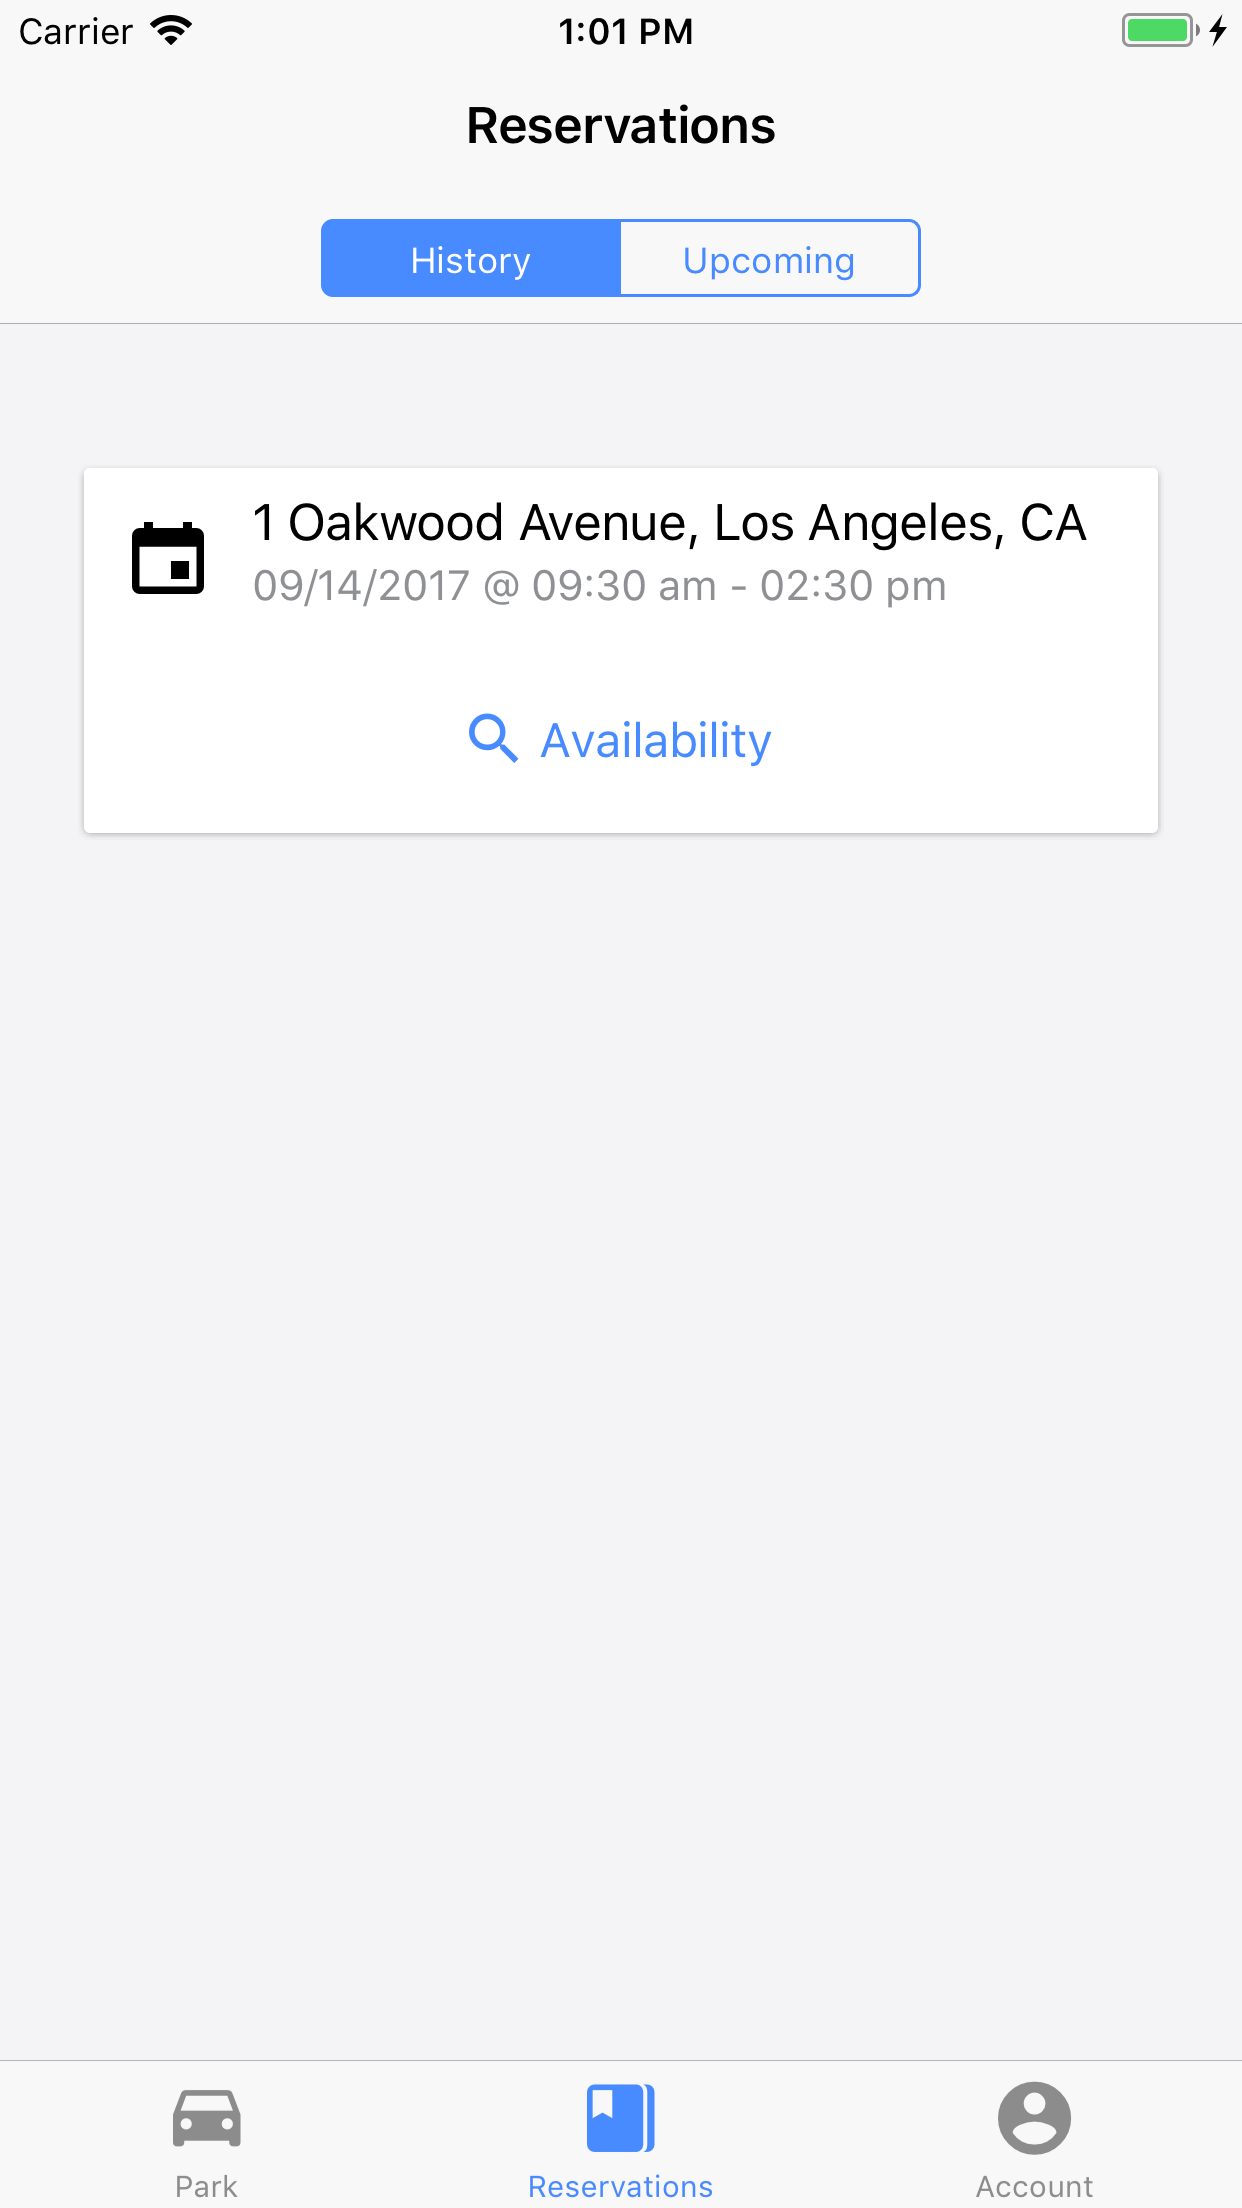 Carrier 1:01 PM
Reservations
History Upcoming
1 Oakwood Avenue, Los Angeles, CA
09/14/2017 @ 09:30 am - 02:30 pm
Availability
Park Reservations Account